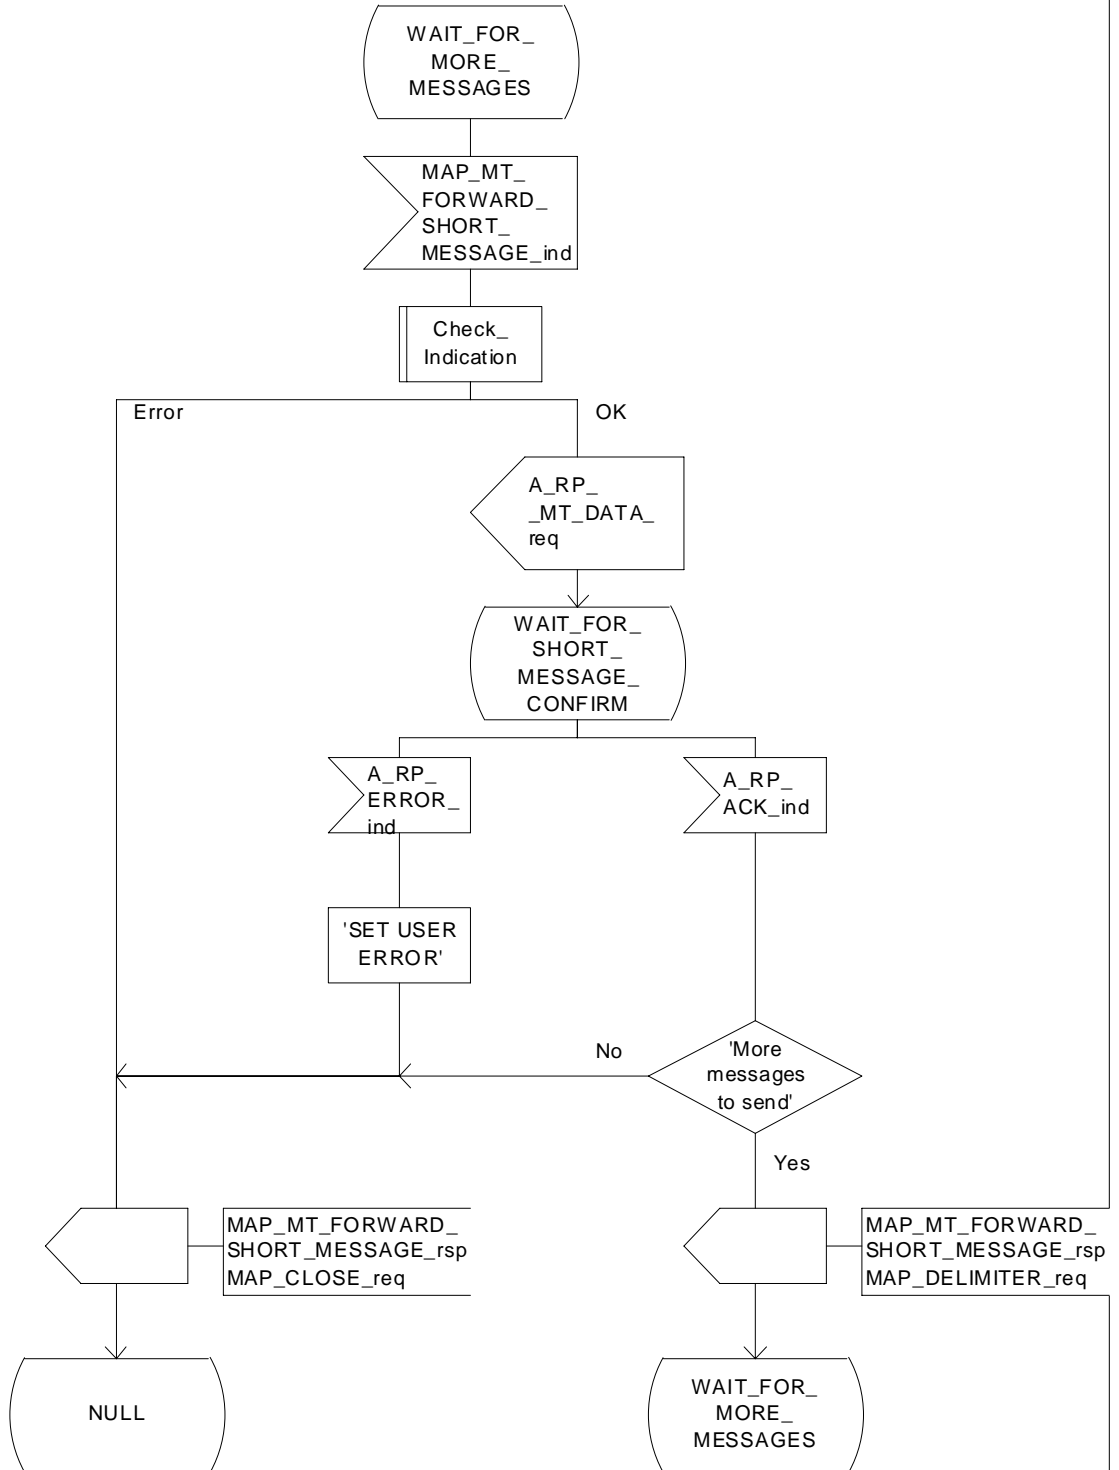 WAIT_FOR_
MORE_
MESSAGES
MAP_MT_
FORWARD_
SHORT_
MESSAGE_ind
Check_
Indication
Error
OK
A_RP_
_MT_DATA_
req
WAIT_FOR_
SHORT_
MESSAGE_
CONFIRM
A_RP_
ERROR_
ind
A_RP_
ACK_ind
'SET USER
ERROR'
No
'More
messages
to send'
Yes
MAP_MT_FORWARD_
SHORT_MESSAGE_rsp
MAP_CLOSE_req
MAP_MT_FORWARD_
SHORT_MESSAGE_rsp
MAP_DELIMITER_req
NULL
WAIT_FOR_
MORE_
MESSAGES